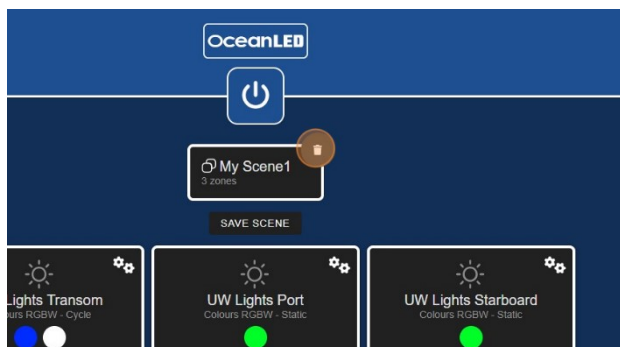 OceanLED
My Scene1
3 zones
SAVE SCENE
Lights Transom
Colours RGBW - Cycle
UW Lights Port
Colours RGBW - Static
UW Lights Starboard
Colours RGBW - Static